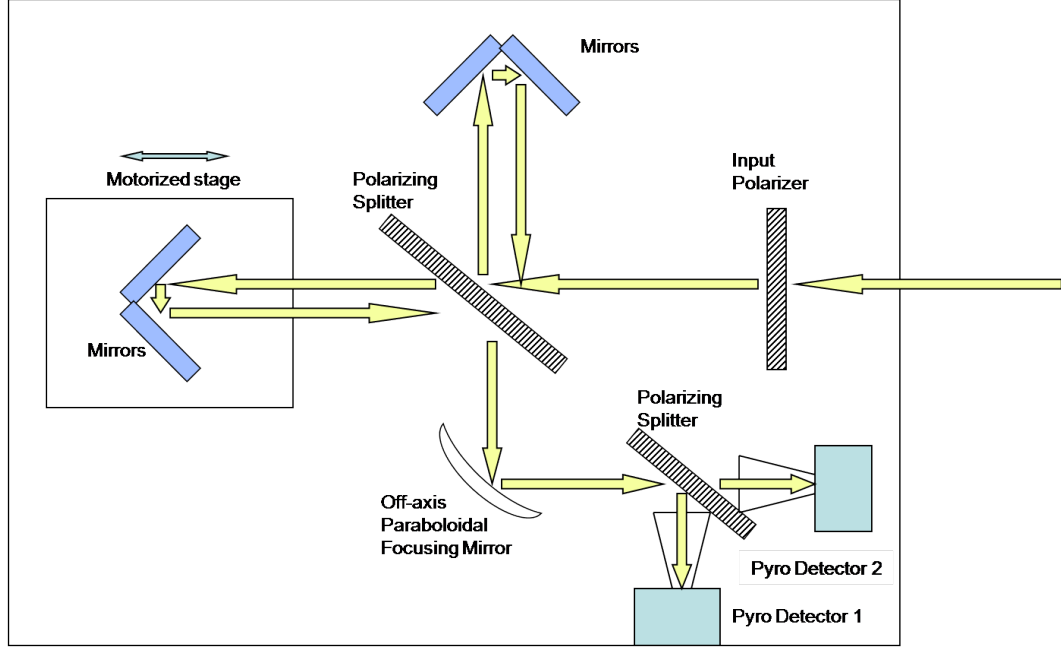 Mirrors
Input
Polarizer
Motorized stage
Polarizing
Splitter
Mirrors
Polarizing
Splitter
Off-axis
Paraboloidal
Focusing Mirror
Pyro Detector 2
Pyro Detector 1